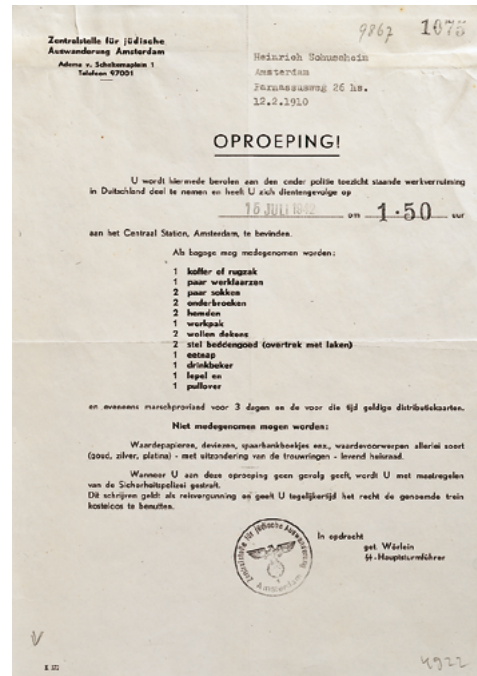 9867 1075
Zentralstelle für jüdische
Auswanderung Amsterdam
Adama v. Scheltemaplein 1
Telefoon 97001
Heinrich Schuschein
Amsterdam
Parnassusweg 26 hs.
12.2.1910
OPROEPING!
U wordt hiermede bevolen aan den onder politie toezicht staande werkverruiming
in Duitschland deel te nemen en heeft U zich dientengevolge op
15 JULI 1942 om 1·50 uur
aan het Centraal Station, Amsterdam, te bevinden.
Als bagage mag medegenomen worden:
1 koffer of rugzak
1 paar werklaarzen
2 paar sokken
2 onderbroeken
2 hemden
1 werkpak
2 wollen dekens
2 stel beddengoed (overtrek met laken)
1 eetnap
1 drinkbeker
1 lepel en
1 pullover
en eveneens marschproviand voor 3 dagen en de voor die tijd geldige distributiekaarten.
Niet medegenomen mogen worden:
Waardepapieren, deviezen, spaarbankboekjes enz., waardevoorwerpen allerlei soort
(goud, zilver, platina) - met uitzondering van de trouwringen - levend huisraad.
Wanneer U aan deze oproeping geen gevolg geeft, wordt U met maatregelen
van de Sicherheitspolizei gestraft.
Dit schrijven geldt als reisvergunning en geeft U tegelijkertijd het recht de genoemde trein
kosteloos te benutten.
Zentralstelle für jüdische Auswanderung
Amsterdam
In opdracht
get. Wörlein
ϟϟ-Hauptsturmführer
K 372
4922